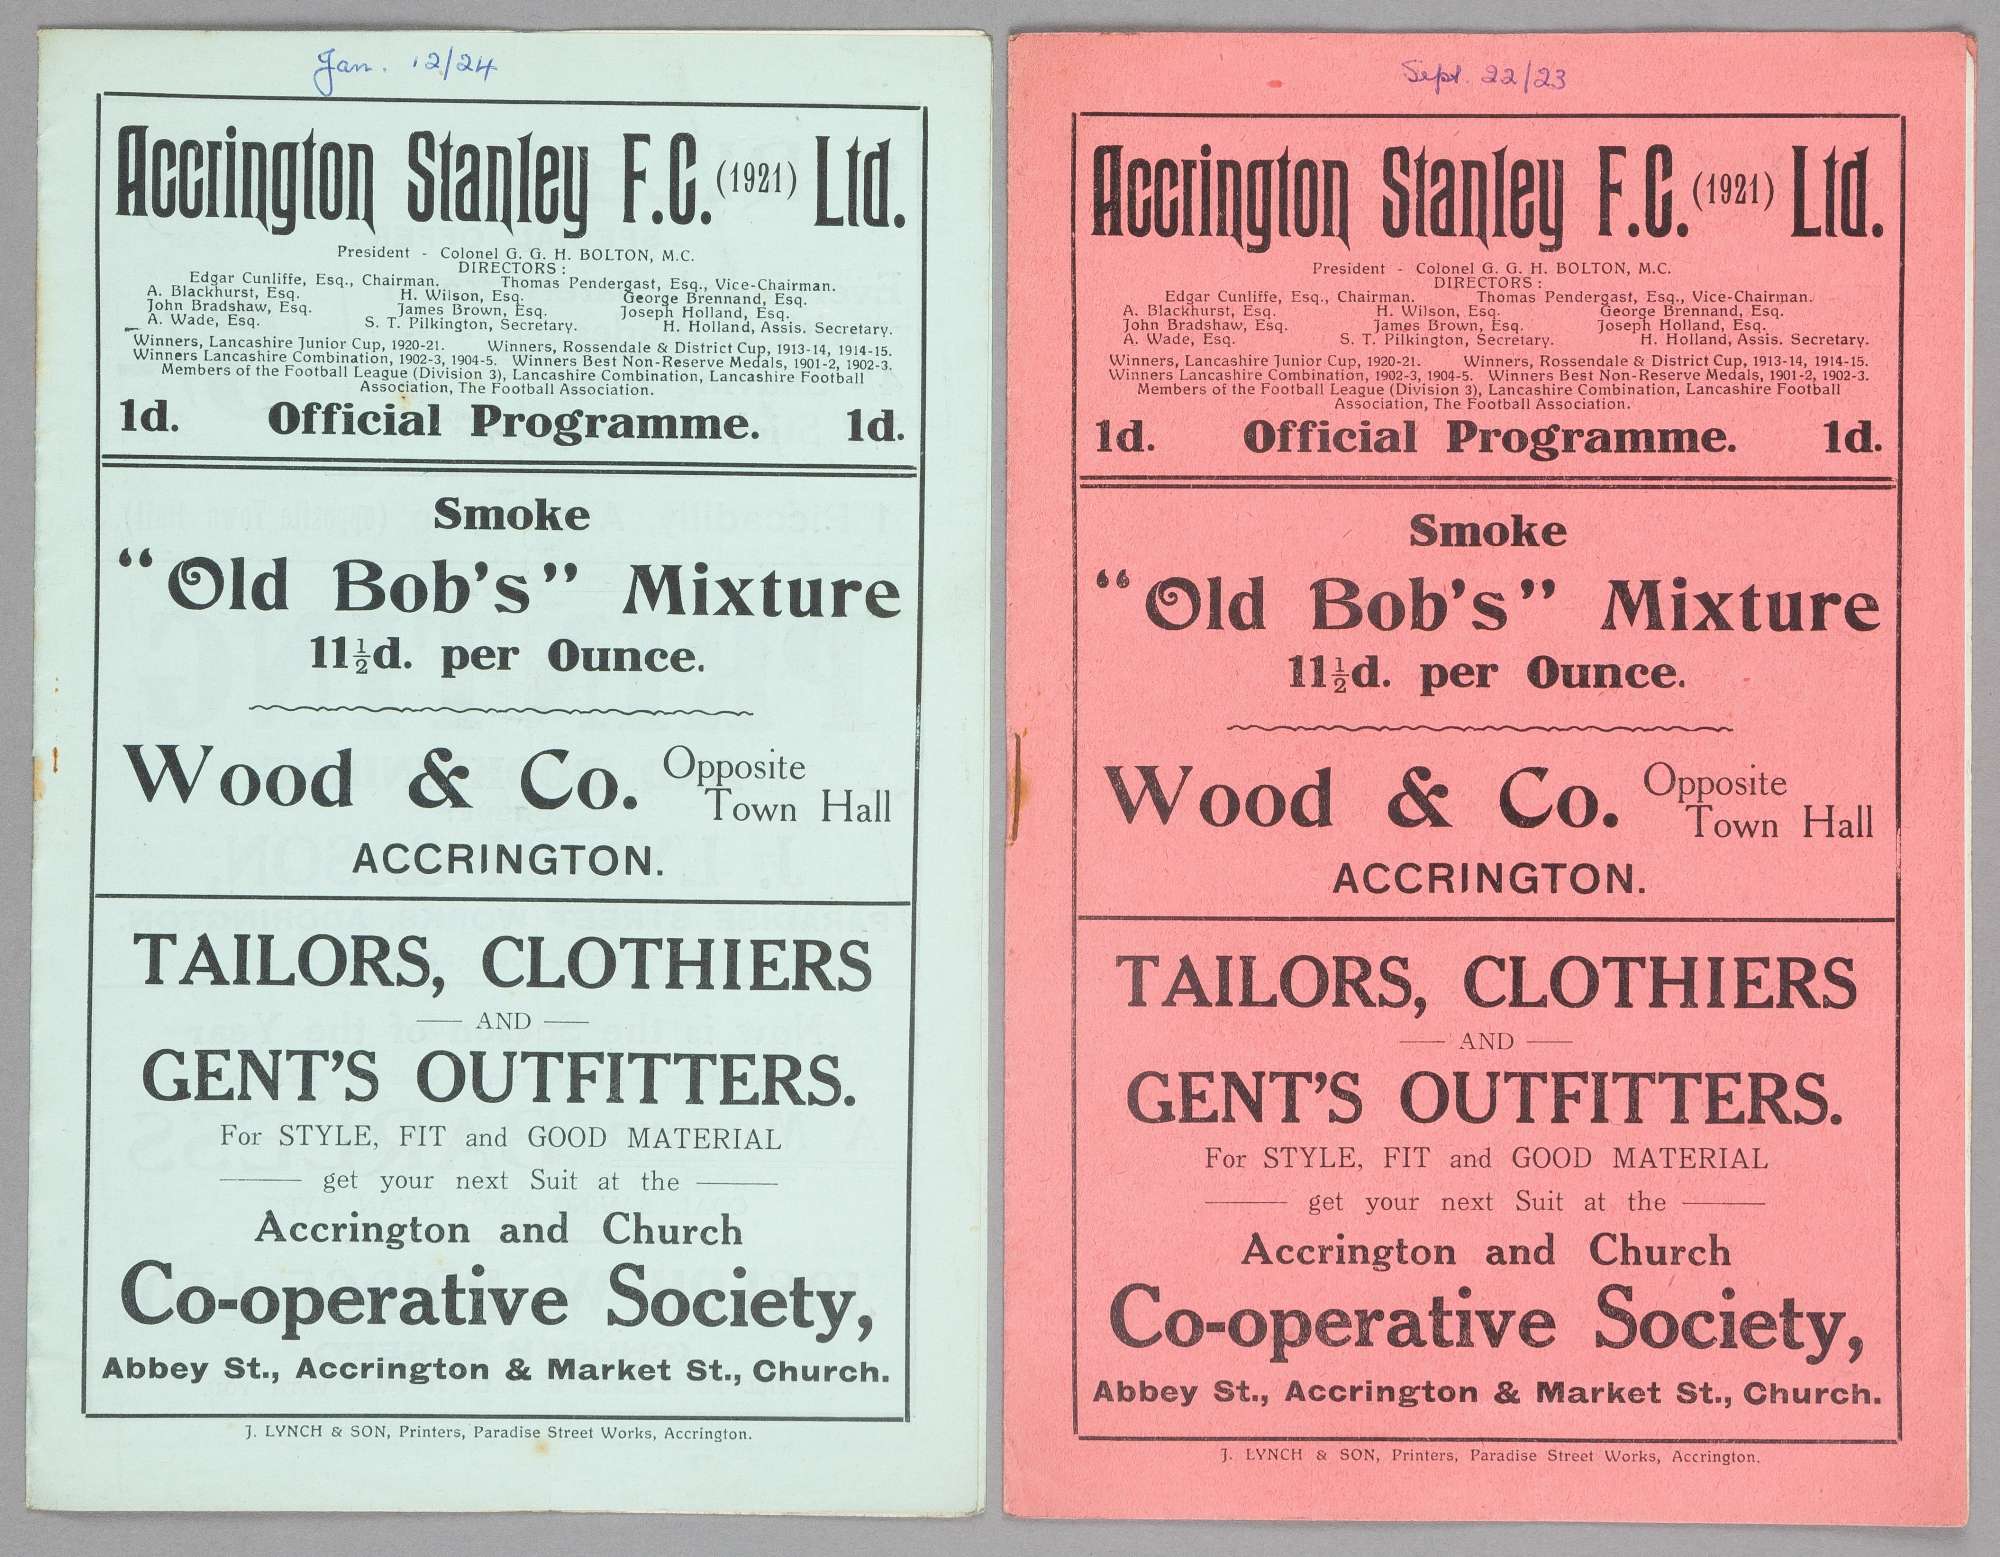 Jan. 12/24
Accrington Stanley F.C. (1921) Ltd.
President - Colonel G. G. H. BOLTON, M.C.
DIRECTORS:
Edgar Cunliffe, Esq., Chairman. Thomas Pendergast, Esq., Vice-Chairman.
A. Blackhurst, Esq. H. Wilson, Esq. George Brennand, Esq.
John Bradshaw, Esq. James Brown, Esq. Joseph Holland, Esq.
A. Wade, Esq. S. T. Pilkington, Secretary. H. Holland, Assis. Secretary.
Winners, Lancashire Junior Cup, 1920-21. Winners, Rossendale & District Cup, 1913-14, 1914-15.
Winners Lancashire Combination, 1902-3, 1904-5. Winners Best Non-Reserve Medals, 1901-2, 1902-3.
Members of the Football League (Division 3), Lancashire Combination, Lancashire Football
Association, The Football Association.
1d. Official Programme. 1d.
Smoke
"Old Bob's" Mixture
11½d. per Ounce.
Wood & Co. Opposite
Town Hall
ACCRINGTON.
TAILORS, CLOTHIERS
— AND —
GENT'S OUTFITTERS.
For STYLE, FIT and GOOD MATERIAL
— get your next Suit at the —
Accrington and Church
Co-operative Society,
Abbey St., Accrington & Market St., Church.
J. LYNCH & SON, Printers, Paradise Street Works, Accrington.
Sept. 22/23
Accrington Stanley F.C. (1921) Ltd.
President - Colonel G. G. H. BOLTON, M.C.
DIRECTORS:
Edgar Cunliffe, Esq., Chairman. Thomas Pendergast, Esq., Vice-Chairman.
A. Blackhurst, Esq. H. Wilson, Esq. George Brennand, Esq.
John Bradshaw, Esq. James Brown, Esq. Joseph Holland, Esq.
A. Wade, Esq. S. T. Pilkington, Secretary. H. Holland, Assis. Secretary.
Winners, Lancashire Junior Cup, 1920-21. Winners, Rossendale & District Cup, 1913-14, 1914-15.
Winners Lancashire Combination, 1902-3, 1904-5. Winners Best Non-Reserve Medals, 1901-2, 1902-3.
Members of the Football League (Division 3), Lancashire Combination, Lancashire Football
Association, The Football Association.
1d. Official Programme. 1d.
Smoke
"Old Bob's" Mixture
11½d. per Ounce.
Wood & Co. Opposite
Town Hall
ACCRINGTON.
TAILORS, CLOTHIERS
— AND —
GENT'S OUTFITTERS.
For STYLE, FIT and GOOD MATERIAL
— get your next Suit at the —
Accrington and Church
Co-operative Society,
Abbey St., Accrington & Market St., Church.
J. LYNCH & SON, Printers, Paradise Street Works, Accrington.